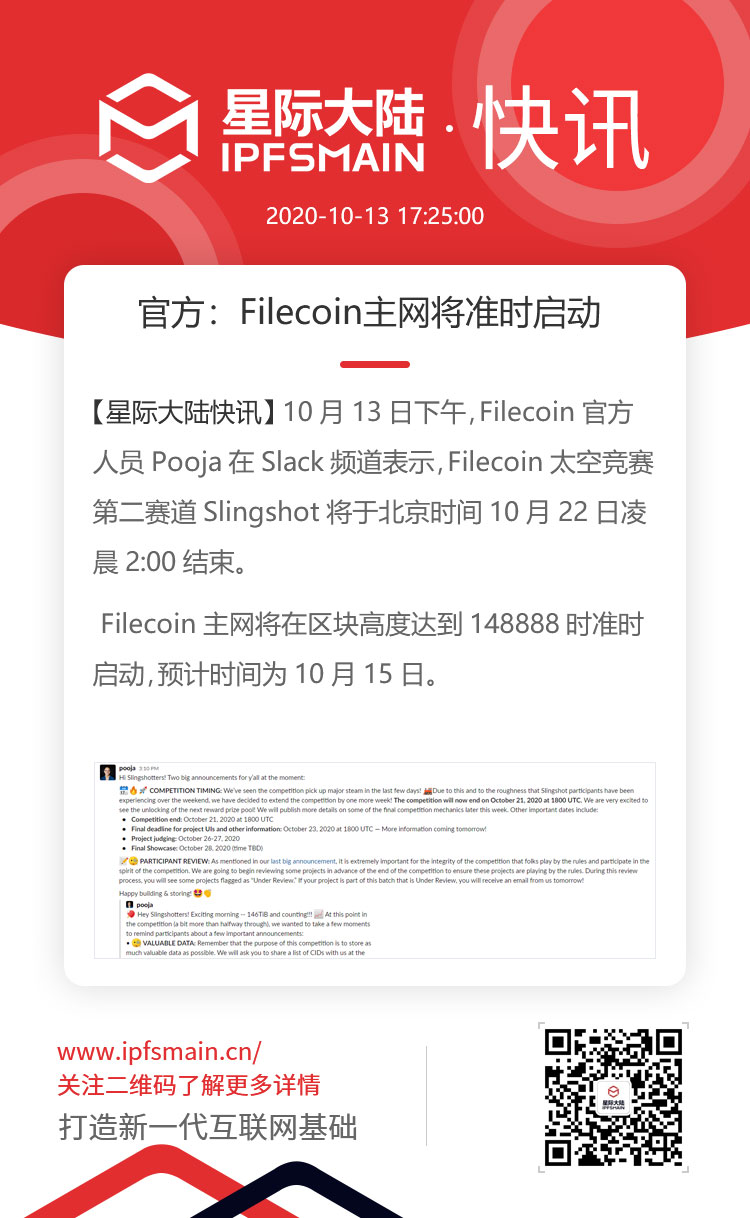 星际大陆
IPFSMAIN
·快讯
2020-10-13 17:25:00
官方：Filecoin主网将准时启动
【星际大陆快讯】10 月 13 日下午,Filecoin 官方
人员 Pooja 在 Slack 频道表示,Filecoin 太空竞赛
第二赛道 Slingshot 将于北京时间 10 月 22 日凌
晨 2:00 结束。
Filecoin 主网将在区块高度达到 148888 时准时
启动,预计时间为 10 月 15 日。
pooja 3:10 PM
Hi Slingshotters! Two big announcements for y'all at the moment:
📅🔥🚀 COMPETITION TIMING: We've seen the competition pick up major steam in the last few days! 🚂Due to this and to the roughness that Slingshot participants have been
experiencing over the weekend, we have decided to extend the competition by one more week! The competition will now end on October 21, 2020 at 1800 UTC. We are very excited to
see the unlocking of the next reward prize pool! We will publish more details on some of the final competition mechanics later this week. Other important dates include:
• Competition end: October 21, 2020 at 1800 UTC
• Final deadline for project UIs and other information: October 23, 2020 at 1800 UTC — More information coming tomorrow!
• Project judging: October 26-27, 2020
• Final Showcase: October 28, 2020 (time TBD)
📝🧐 PARTICIPANT REVIEW: As mentioned in our last big announcement, it is extremely important for the integrity of the competition that folks play by the rules and participate in the
spirit of the competition. We are going to begin reviewing some projects in advance of the end of the competition to ensure these projects are playing by the rules. During this review
process, you will see some projects flagged as "Under Review." If your project is part of this batch that is Under Review, you will receive an email from us tomorrow!
Happy building & storing! 🤩
pooja
Hey Slingshotters! Exciting morning -- 146TiB and counting!!! 📈 At this point in
the competition (a bit more than halfway through), we wanted to take a few moments
to remind participants about a few important announcements:
• 🧐 VALUABLE DATA: Remember that the purpose of this competition is to store as
much valuable data as possible. We will ask you to share a list of CIDs with us at the
www.ipfsmain.cn/
关注二维码了解更多详情
打造新一代互联网基础
星际大陆
IPFSMAIN